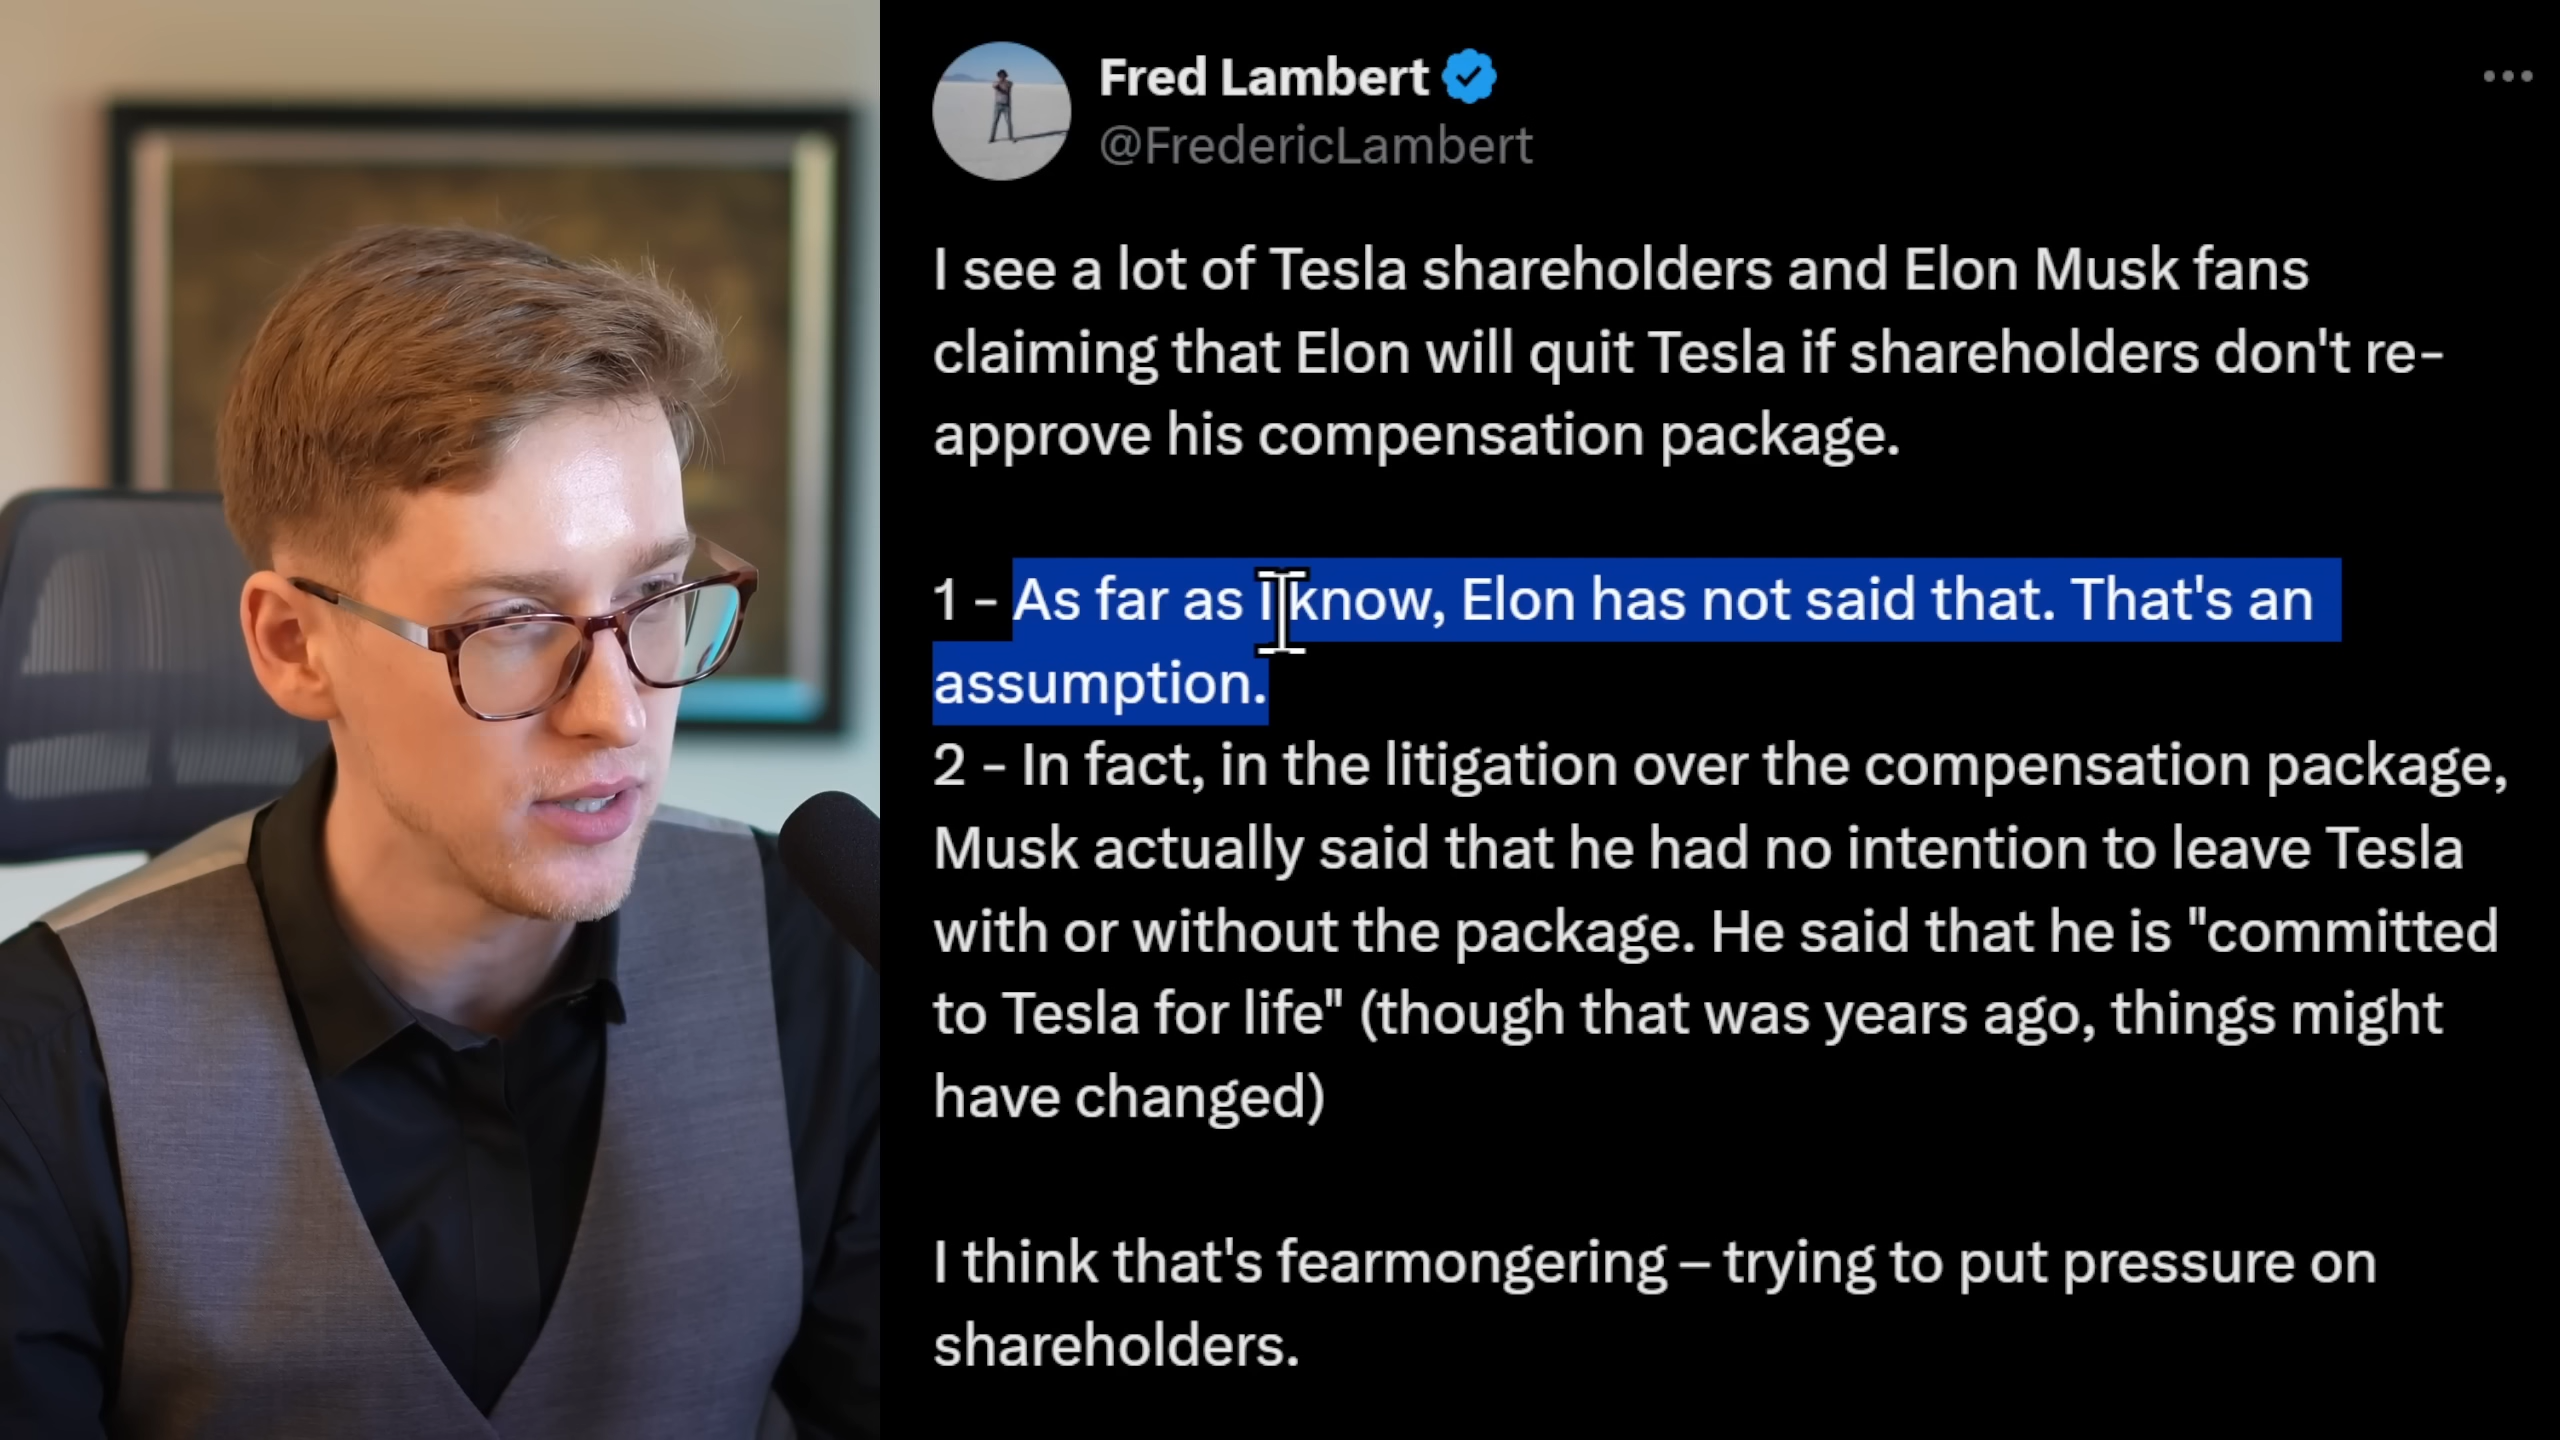 Fred Lambert
@FredericLambert
I see a lot of Tesla shareholders and Elon Musk fans
claiming that Elon will quit Tesla if shareholders don't re-
approve his compensation package.
1 - As far as I know, Elon has not said that. That's an
assumption.
2 - In fact, in the litigation over the compensation package,
Musk actually said that he had no intention to leave Tesla
with or without the package. He said that he is "committed
to Tesla for life" (though that was years ago, things might
have changed)
I think that's fearmongering – trying to put pressure on
shareholders.